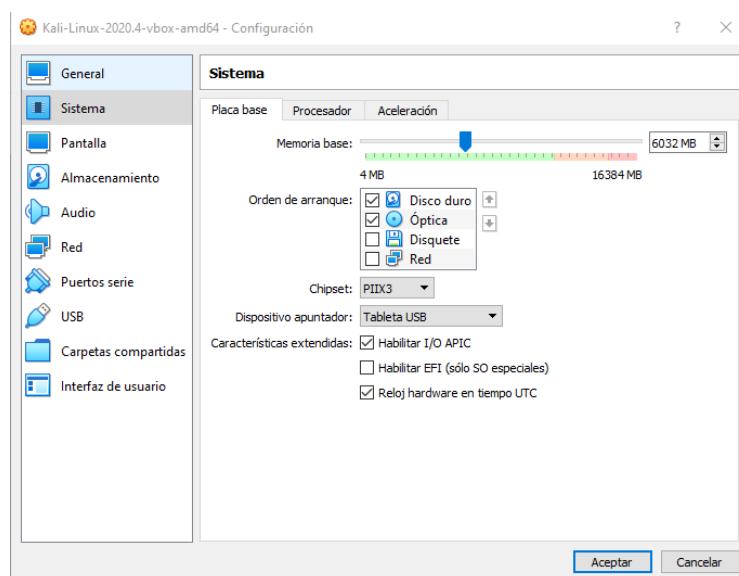 Kali-Linux-2020.4-vbox-amd64 - Configuración
General
Sistema
Pantalla
Almacenamiento
Audio
Red
Puertos serie
USB
Carpetas compartidas
Interfaz de usuario
Sistema
Placa base Procesador Aceleración
Memoria base: 6032 MB
4 MB 16384 MB
Orden de arranque: Disco duro
Óptica
Disquete
Red
Chipset: PIIX3
Dispositivo apuntador: Tableta USB
Características extendidas: Habilitar I/O APIC
Habilitar EFI (sólo SO especiales)
Reloj hardware en tiempo UTC
Aceptar Cancelar